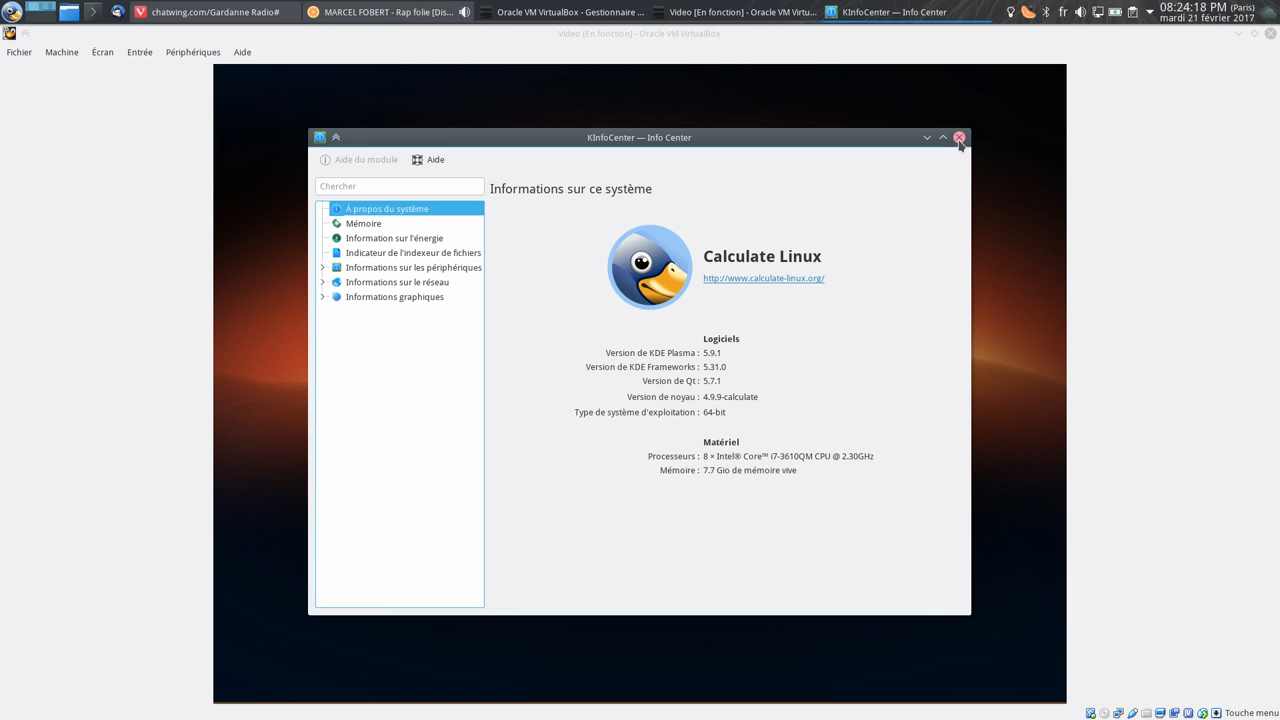 chatwing.com/Gardanne Radio#
MARCEL FOBERT - Rap folie [Dis...
Oracle VM VirtualBox - Gestionnaire ...
Video [En fonction] - Oracle VM Virtu...
KInfoCenter — Info Center
fr
08:24:18 PM (Paris)
mardi 21 février 2017
Video [En fonction] - Oracle VM VirtualBox
Fichier Machine Écran Entrée Périphériques Aide
KInfoCenter — Info Center
Aide du module Aide
Chercher
À propos du système
Mémoire
Information sur l'énergie
Indicateur de l'indexeur de fichiers
Informations sur les périphériques
Informations sur le réseau
Informations graphiques
Informations sur ce système
Calculate Linux
http://www.calculate-linux.org/
Logiciels
Version de KDE Plasma : 5.9.1
Version de KDE Frameworks : 5.31.0
Version de Qt : 5.7.1
Version de noyau : 4.9.9-calculate
Type de système d'exploitation : 64-bit
Matériel
Processeurs : 8 × Intel® Core™ i7-3610QM CPU @ 2.30GHz
Mémoire : 7.7 Gio de mémoire vive
Touche menu